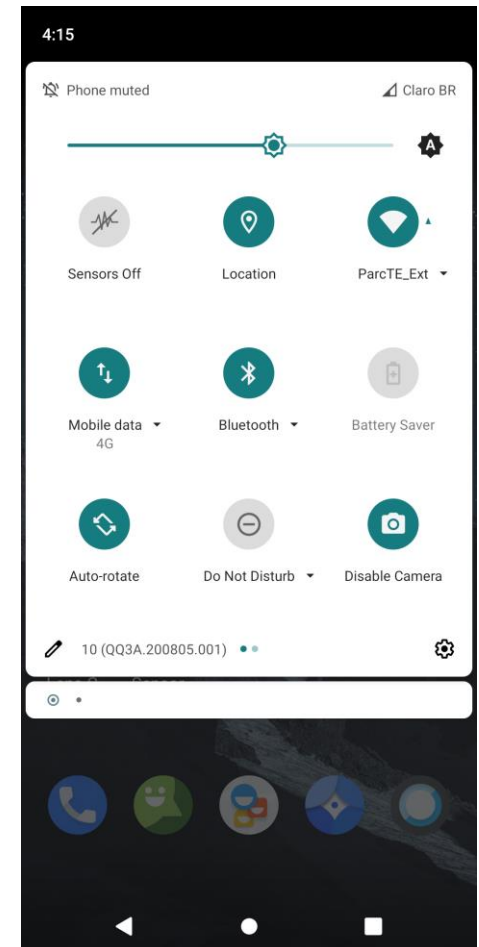 4:15
Phone muted Claro BR
A
Sensors Off Location ParcTE_Ext
Mobile data Bluetooth Battery Saver
4G
Auto-rotate Do Not Disturb Disable Camera
10 (QQ3A.200805.001)